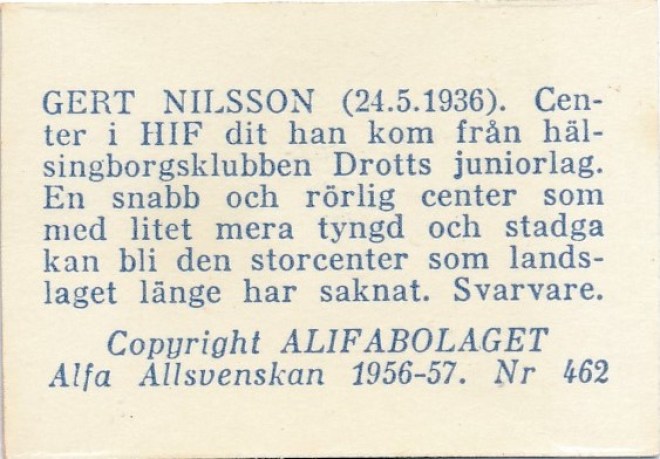 GERT NILSSON (24.5.1936). Cen-
ter i HIF dit han kom från häl-
singborgsklubben Drotts juniorlag.
En snabb och rörlig center som
med litet mera tyngd och stadga
kan bli den storcenter som lands-
laget länge har saknat. Svarvare.
Copyright ALIFABOLAGET
Alfa Allsvenskan 1956-57. Nr 462